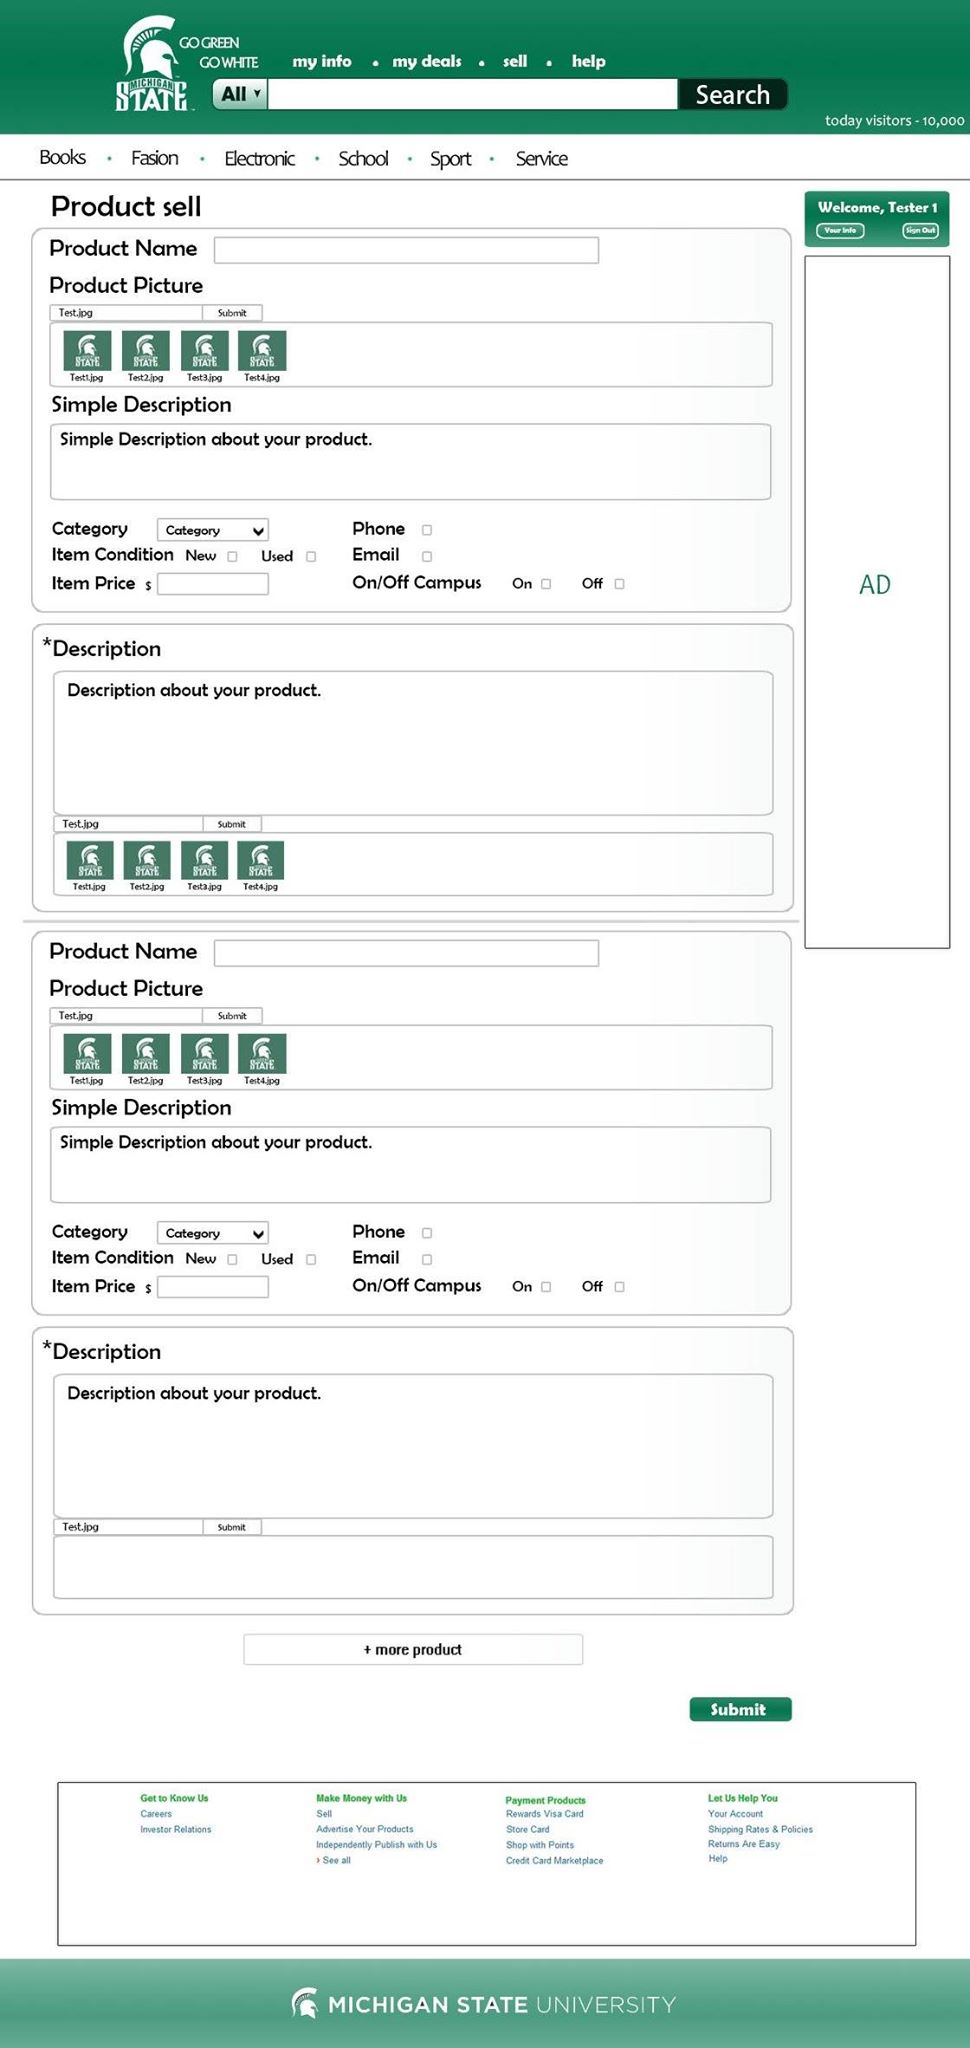 GO GREEN
GO WHITE
MICHIGAN
STATE
my info • my deals • sell • help
All ▾ Search
today visitors - 10,000
Books • Fasion • Electronic • School • Sport • Service
Product sell
Welcome, Tester 1
Your Info Sign Out
AD
Product Name
Product Picture
Test.jpg Submit
Test1.jpg Test2.jpg Test3.jpg Test4.jpg
Simple Description
Simple Description about your product.
Category Category Phone
Item Condition New Used Email
Item Price $ On/Off Campus On Off
*Description
Description about your product.
Test.jpg Submit
Test1.jpg Test2.jpg Test3.jpg Test4.jpg
Product Name
Product Picture
Test.jpg Submit
Test1.jpg Test2.jpg Test3.jpg Test4.jpg
Simple Description
Simple Description about your product.
Category Category Phone
Item Condition New Used Email
Item Price $ On/Off Campus On Off
*Description
Description about your product.
Test.jpg Submit
+ more product
Submit
Get to Know Us
Careers
Investor Relations
Make Money with Us
Sell
Advertise Your Products
Independently Publish with Us
› See all
Payment Products
Rewards Visa Card
Store Card
Shop with Points
Credit Card Marketplace
Let Us Help You
Your Account
Shipping Rates & Policies
Returns Are Easy
Help
MICHIGAN STATE UNIVERSITY